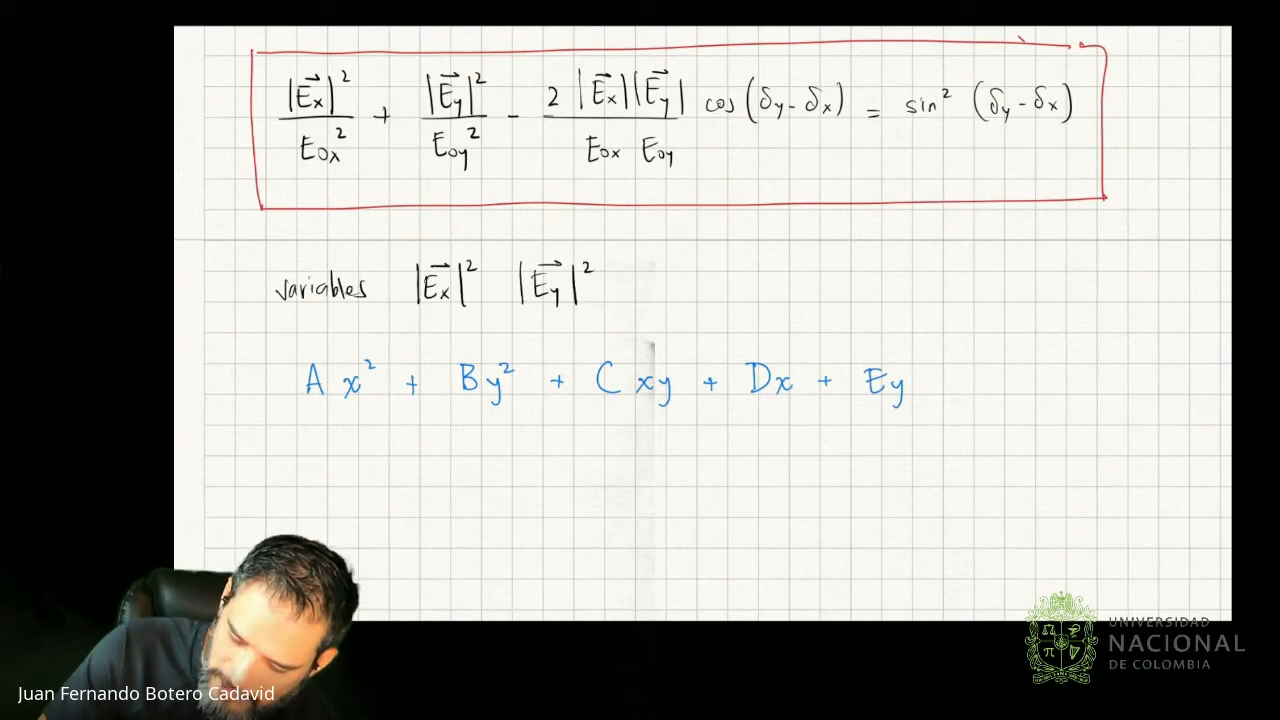 |E⃗x|²/E0x² + |E⃗y|²/E0y² - 2 |E⃗x||E⃗y|/E0x E0y cos (δy - δx) = sin² (δy - δx)
variables |E⃗x|² |E⃗y|²
A x² + B y² + C xy + Dx + Ey
UNIVERSIDAD
NACIONAL
DE COLOMBIA
Juan Fernando Botero Cadavid